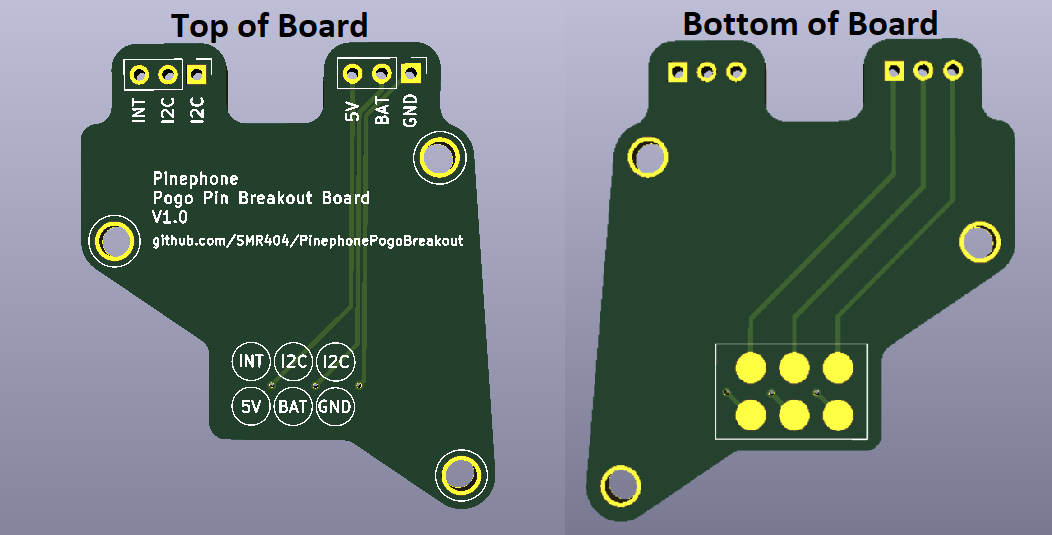 Top of Board
Bottom of Board
INT I2C I2C
5V BAT GND
Pinephone
Pogo Pin Breakout Board
V1.0
github.com/SMR404/PinephonePogoBreakout
INT I2C I2C
5V BAT GND